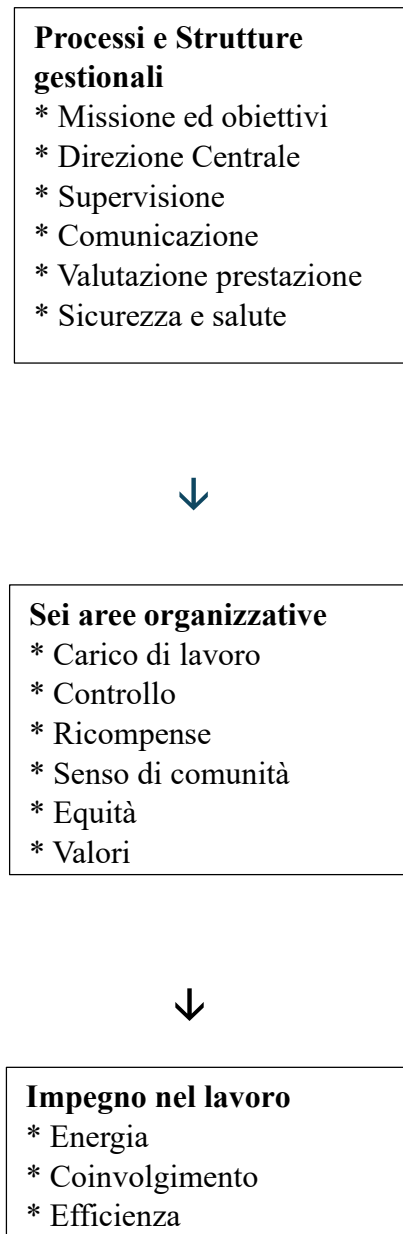 Processi e Strutture
gestionali
* Missione ed obiettivi
* Direzione Centrale
* Supervisione
* Comunicazione
* Valutazione prestazione
* Sicurezza e salute
↓
Sei aree organizzative
* Carico di lavoro
* Controllo
* Ricompense
* Senso di comunità
* Equità
* Valori
↓
Impegno nel lavoro
* Energia
* Coinvolgimento
* Efficienza